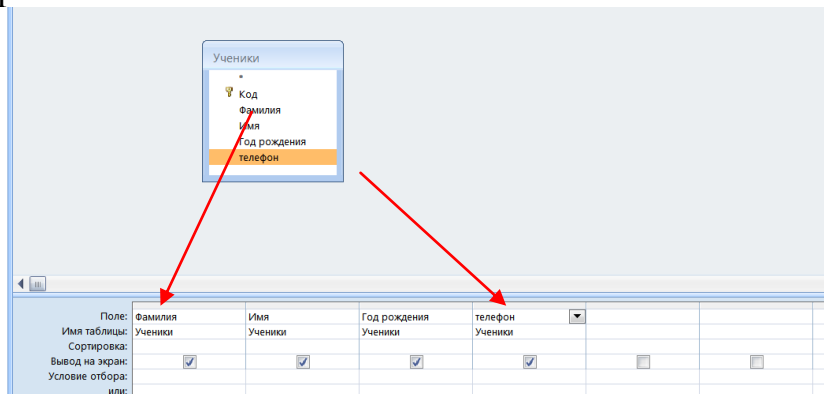 Ученики
*
Код
Фамилия
Имя
Год рождения
телефон
Поле: Фамилия Имя Год рождения телефон
Имя таблицы: Ученики Ученики Ученики Ученики
Сортировка:
Вывод на экран:
Условие отбора:
или: